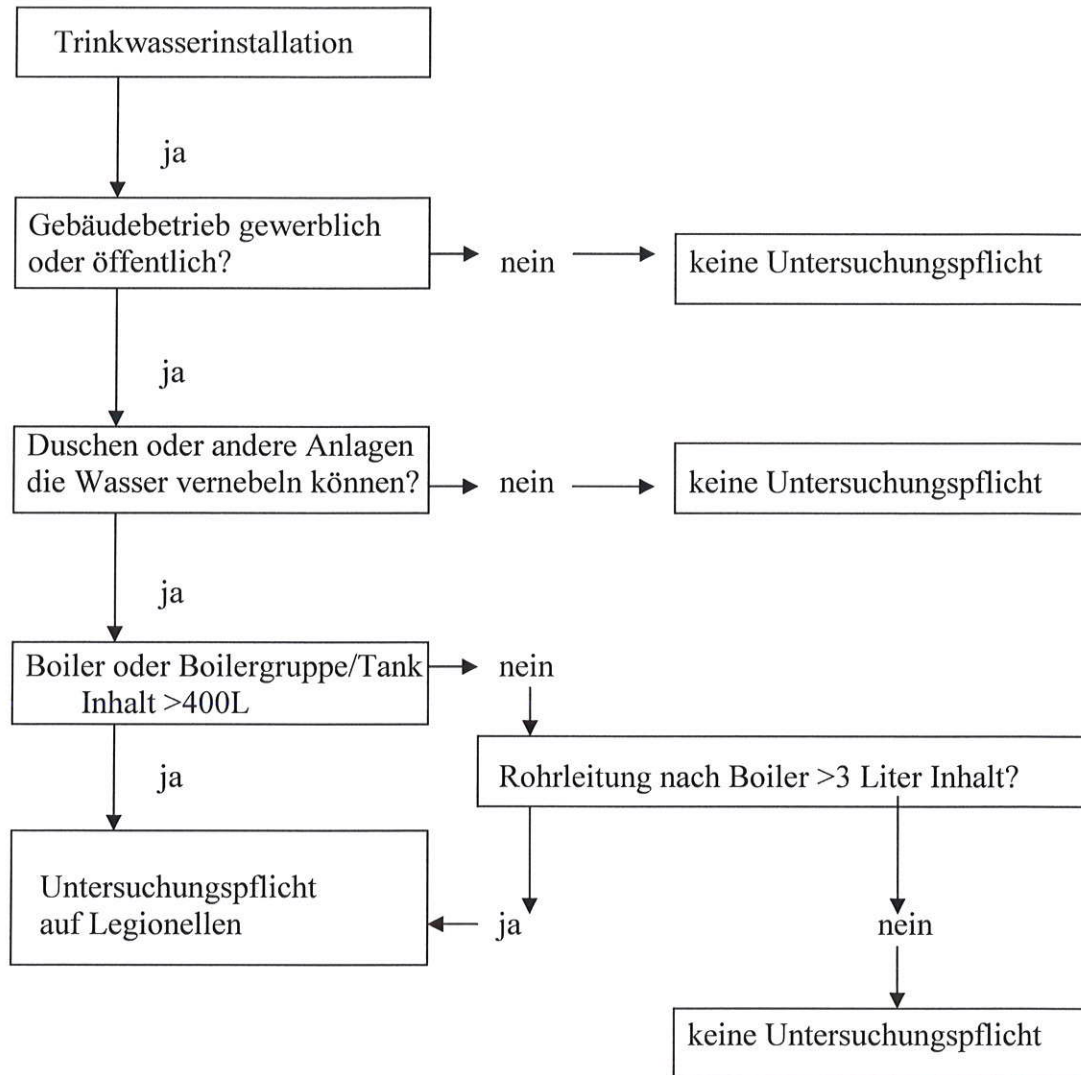 Trinkwasserinstallation
ja
Gebäudebetrieb gewerblich
oder öffentlich?
nein
keine Untersuchungspflicht
ja
Duschen oder andere Anlagen
die Wasser vernebeln können?
nein
keine Untersuchungspflicht
ja
Boiler oder Boilergruppe/Tank
Inhalt >400L
nein
ja
Rohrleitung nach Boiler >3 Liter Inhalt?
Untersuchungspflicht
auf Legionellen
ja
nein
keine Untersuchungspflicht